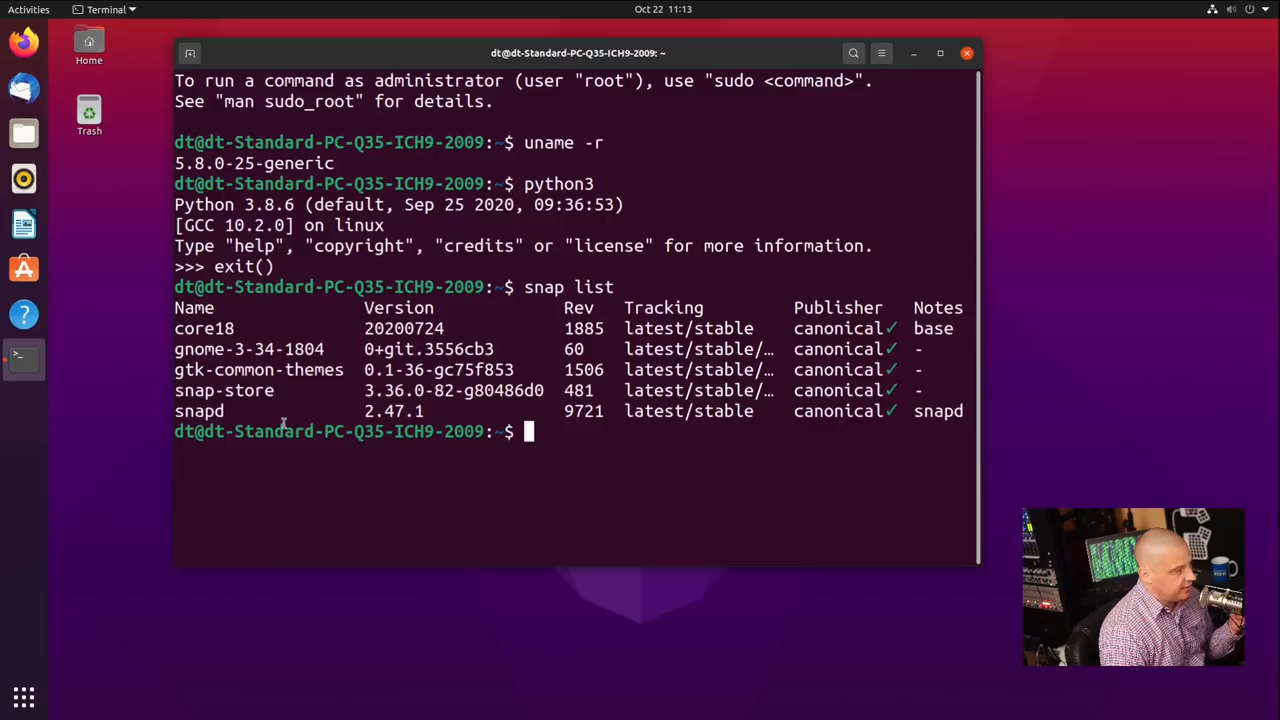 Activities
Terminal
Oct 22 11:13
Home
Trash
dt@dt-Standard-PC-Q35-ICH9-2009: ~
To run a command as administrator (user "root"), use "sudo <command>".
See "man sudo_root" for details.
dt@dt-Standard-PC-Q35-ICH9-2009:~$ uname -r
5.8.0-25-generic
dt@dt-Standard-PC-Q35-ICH9-2009:~$ python3
Python 3.8.6 (default, Sep 25 2020, 09:36:53)
[GCC 10.2.0] on linux
Type "help", "copyright", "credits" or "license" for more information.
>>> exit()
dt@dt-Standard-PC-Q35-ICH9-2009:~$ snap list
Name Version Rev Tracking Publisher Notes
core18 20200724 1885 latest/stable canonical✓ base
gnome-3-34-1804 0+git.3556cb3 60 latest/stable/… canonical✓ -
gtk-common-themes 0.1-36-gc75f853 1506 latest/stable/… canonical✓ -
snap-store 3.36.0-82-g80486d0 481 latest/stable/… canonical✓ -
snapd 2.47.1 9721 latest/stable canonical✓ snapd
dt@dt-Standard-PC-Q35-ICH9-2009:~$